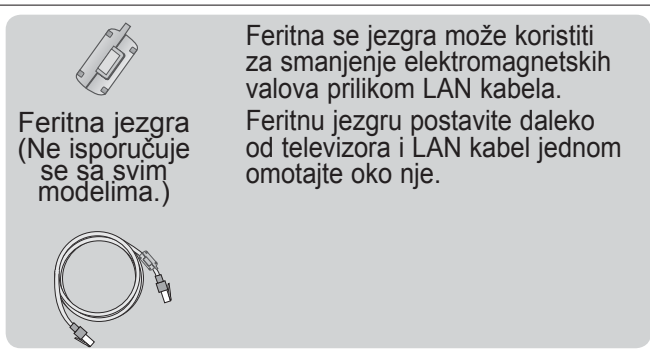 Feritna jezgra
(Ne isporučuje
se sa svim
modelima.)
Feritna se jezgra može koristiti
za smanjenje elektromagnetskih
valova prilikom LAN kabela.
Feritnu jezgru postavite daleko
od televizora i LAN kabel jednom
omotajte oko nje.